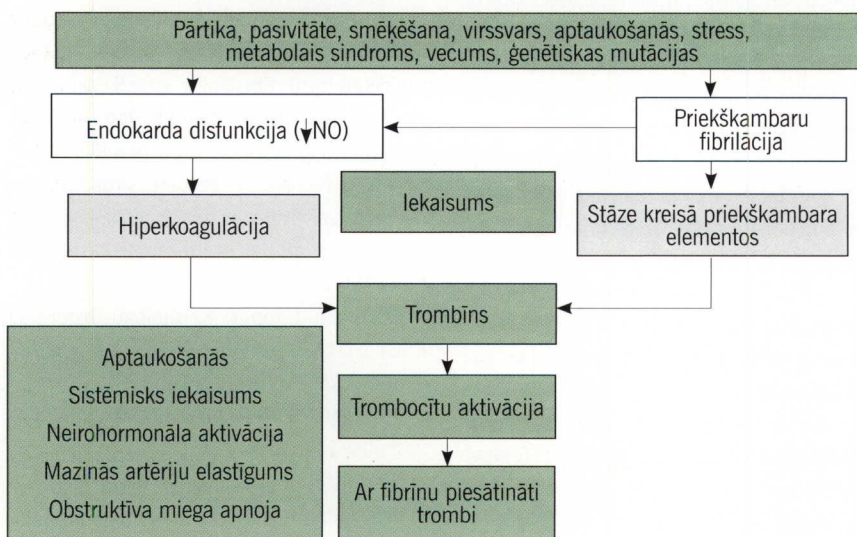 Pārtika, pasivitāte, smēķēšana, virssvars, aptaukošanās, stress,
metabolais sindroms, vecums, ģenētiskas mutācijas
Endokarda disfunkcija (↓NO)
Priekškambaru
fibrilācija
Iekaisums
Hiperkoagulācija
Stāze kreisā priekškambara
elementos
Trombīns
Aptaukošanās
Sistēmisks iekaisums
Neirohormonāla aktivācija
Mazinās artēriju elastīgums
Obstruktīva miega apnoja
Trombocītu aktivācija
Ar fibrīnu piesātināti
trombi